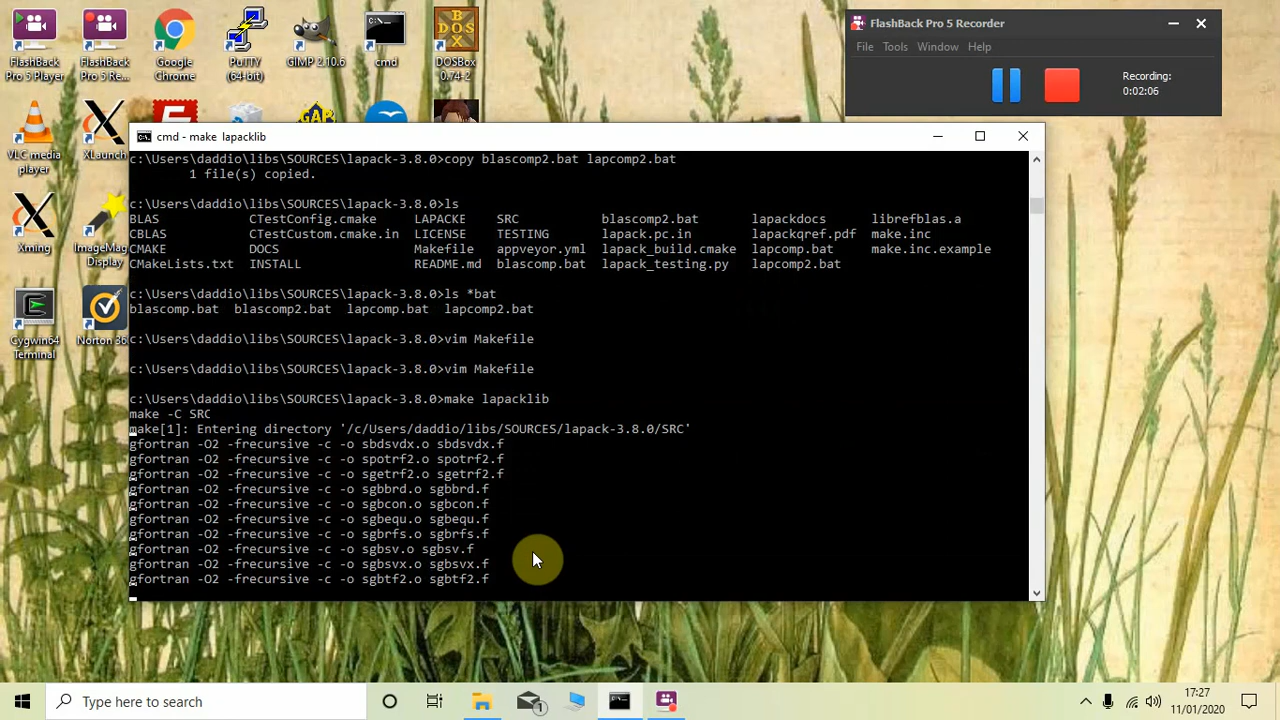 FlashBack Pro 5 Player
FlashBack Pro 5 Re...
Google Chrome
PuTTY (64-bit)
GIMP 2.10.6
cmd
DOSBox 0.74-2
VLC media player
XLaunch
GAP
Xming
ImageMag Display
Cygwin64 Terminal
Norton 36
FlashBack Pro 5 Recorder
File Tools Window Help
Recording:
0:02:06
cmd - make lapacklib
c:\Users\daddio\libs\SOURCES\lapack-3.8.0>copy blascomp2.bat lapcomp2.bat
1 file(s) copied.
c:\Users\daddio\libs\SOURCES\lapack-3.8.0>ls
BLAS CTestConfig.cmake LAPACKE SRC blascomp2.bat lapackdocs librefblas.a
CBLAS CTestCustom.cmake.in LICENSE TESTING lapack.pc.in lapackqref.pdf make.inc
CMAKE DOCS Makefile appveyor.yml lapack_build.cmake lapcomp.bat make.inc.example
CMakeLists.txt INSTALL README.md blascomp.bat lapack_testing.py lapcomp2.bat
c:\Users\daddio\libs\SOURCES\lapack-3.8.0>ls *bat
blascomp.bat blascomp2.bat lapcomp.bat lapcomp2.bat
c:\Users\daddio\libs\SOURCES\lapack-3.8.0>vim Makefile
c:\Users\daddio\libs\SOURCES\lapack-3.8.0>vim Makefile
c:\Users\daddio\libs\SOURCES\lapack-3.8.0>make lapacklib
make -C SRC
make[1]: Entering directory '/c/Users/daddio/libs/SOURCES/lapack-3.8.0/SRC'
gfortran -O2 -frecursive -c -o sbdsvdx.o sbdsvdx.f
gfortran -O2 -frecursive -c -o spotrf2.o spotrf2.f
gfortran -O2 -frecursive -c -o sgetrf2.o sgetrf2.f
gfortran -O2 -frecursive -c -o sgbbrd.o sgbbrd.f
gfortran -O2 -frecursive -c -o sgbcon.o sgbcon.f
gfortran -O2 -frecursive -c -o sgbequ.o sgbequ.f
gfortran -O2 -frecursive -c -o sgbrfs.o sgbrfs.f
gfortran -O2 -frecursive -c -o sgbsv.o sgbsv.f
gfortran -O2 -frecursive -c -o sgbsvx.o sgbsvx.f
gfortran -O2 -frecursive -c -o sgbtf2.o sgbtf2.f
Type here to search
1
17:27
11/01/2020